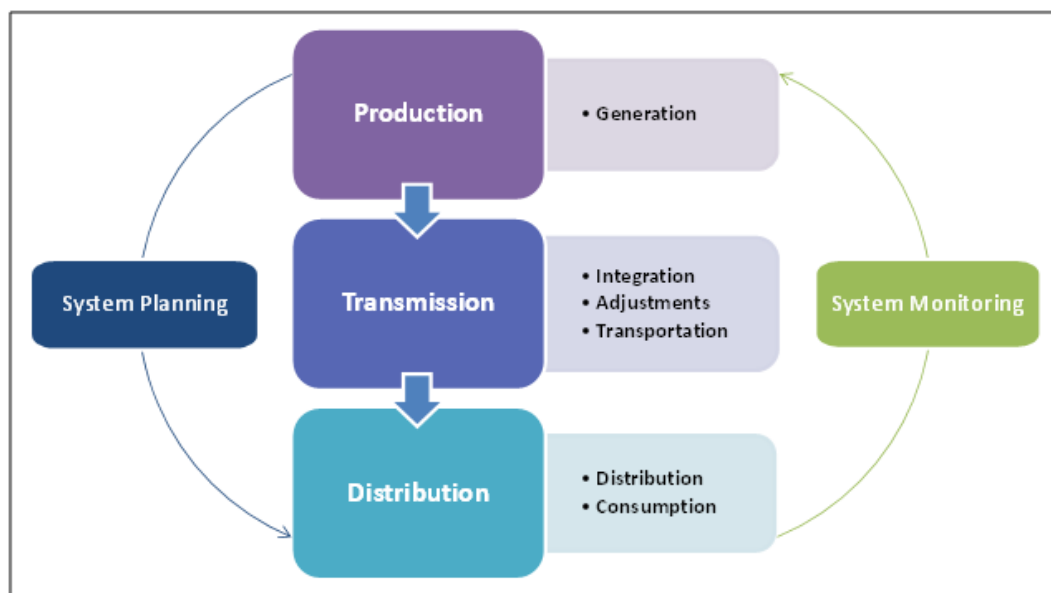 Production
• Generation
System Planning
Transmission
• Integration
• Adjustments
• Transportation
System Monitoring
Distribution
• Distribution
• Consumption